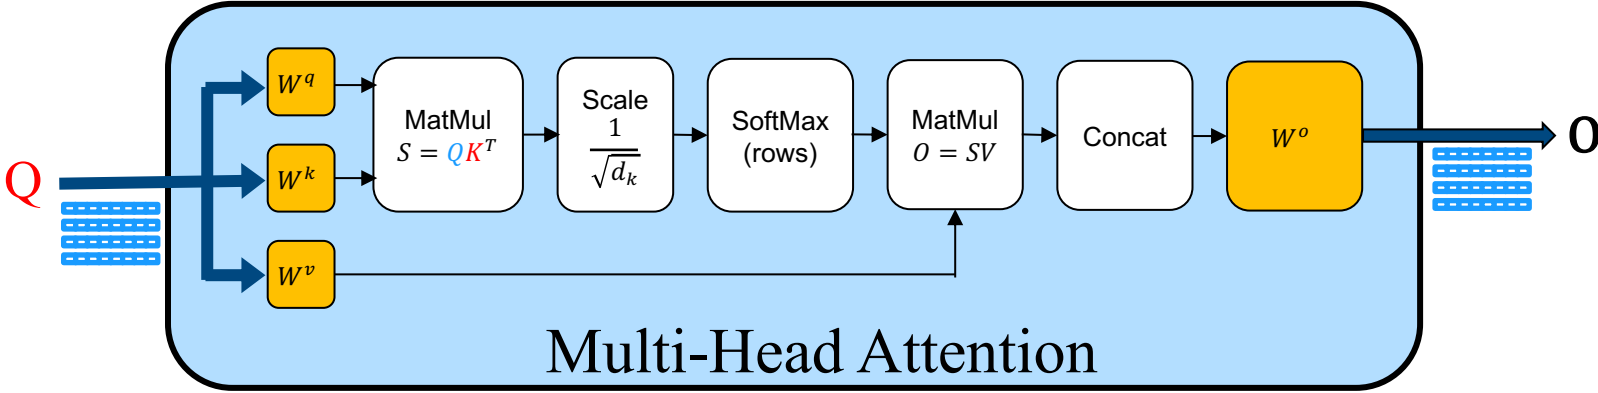 Q
W^q
W^k
W^v
MatMul
S = QK^T
Scale
1
√d_k
SoftMax
(rows)
MatMul
O = SV
Concat
W^o
O
Multi-Head Attention